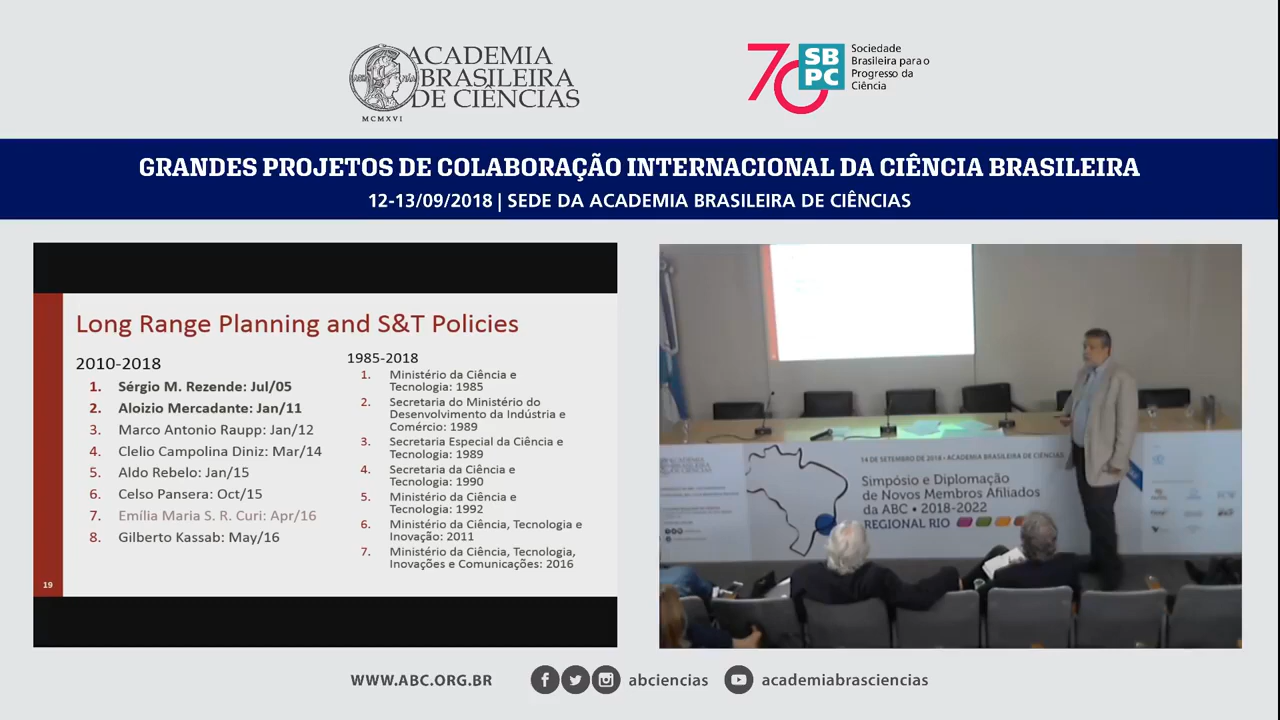 ACADEMIA
BRASILEIRA
DE CIÊNCIAS
MCMXVI
70
SB
PC
Sociedade
Brasileira para o
Progresso da
Ciência
GRANDES PROJETOS DE COLABORAÇÃO INTERNACIONAL DA CIÊNCIA BRASILEIRA
12-13/09/2018 | SEDE DA ACADEMIA BRASILEIRA DE CIÊNCIAS
Long Range Planning and S&T Policies
2010-2018
1. Sérgio M. Rezende: Jul/05
2. Aloizio Mercadante: Jan/11
3. Marco Antonio Raupp: Jan/12
4. Clelio Campolina Diniz: Mar/14
5. Aldo Rebelo: Jan/15
6. Celso Pansera: Oct/15
7. Emília Maria S. R. Curi: Apr/16
8. Gilberto Kassab: May/16
1985-2018
1. Ministério da Ciência e
Tecnologia: 1985
2. Secretaria do Ministério do
Desenvolvimento da Indústria e
Comércio: 1989
3. Secretaria Especial da Ciência e
Tecnologia: 1989
4. Secretaria da Ciência e
Tecnologia: 1990
5. Ministério da Ciência e
Tecnologia: 1992
6. Ministério da Ciência, Tecnologia e
Inovação: 2011
7. Ministério da Ciência, Tecnologia,
Inovações e Comunicações: 2016
19
ACADEMIA
BRASILEIRA
DE CIÊNCIAS
14 DE SETEMBRO DE 2018 • ACADEMIA BRASILEIRA DE CIÊNCIAS
Simpósio e Diplomação
de Novos Membros Afiliados
da ABC • 2018-2022
REGIONAL RIO
WWW.ABC.ORG.BR
abciencias
academiabrasciencias